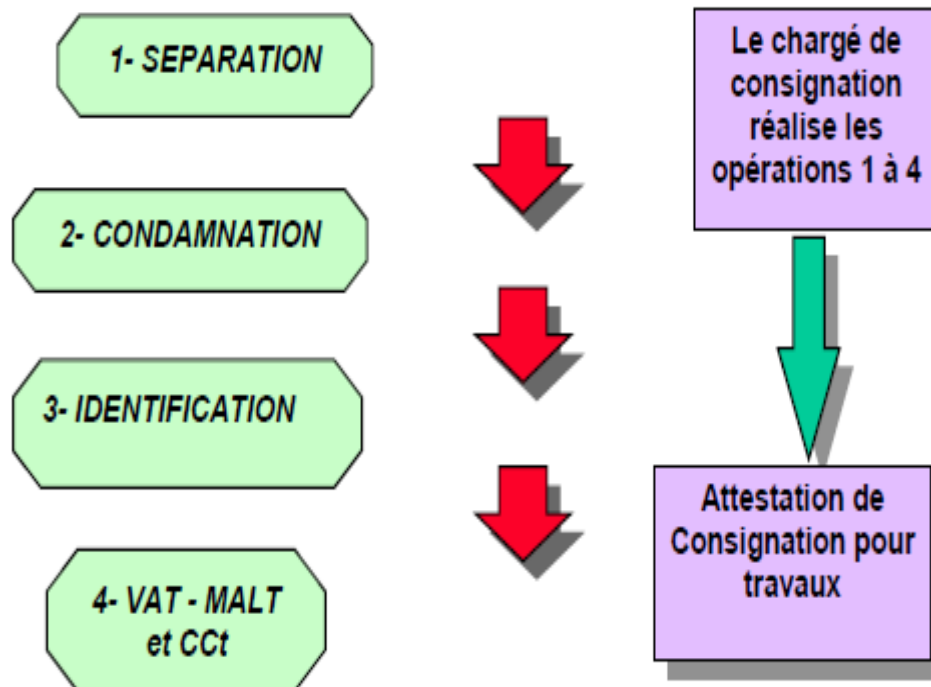 1- SEPARATION
2- CONDAMNATION
3- IDENTIFICATION
4- VAT - MALT
et CCt
Le chargé de
consignation
réalise les
opérations 1 à 4
Attestation de
Consignation pour
travaux